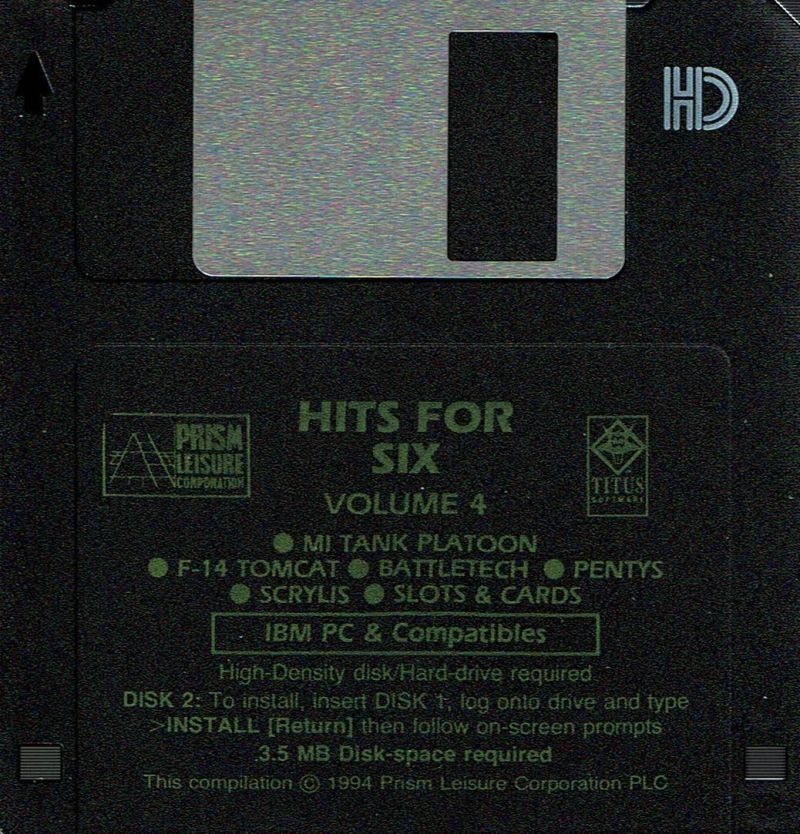 HD
HITS FOR
SIX
PRISM
LEISURE
CORPORATION
TITUS
SOFTWARE
VOLUME 4
● MI TANK PLATOON
● F-14 TOMCAT ● BATTLETECH ● PENTYS
● SCRYLIS ● SLOTS & CARDS
IBM PC & Compatibles
High-Density disk/Hard-drive required
DISK 2: To install, insert DISK 1, log onto drive and type
>INSTALL [Return] then follow on-screen prompts
.3.5 MB Disk-space required
This compilation © 1994 Prism Leisure Corporation PLC